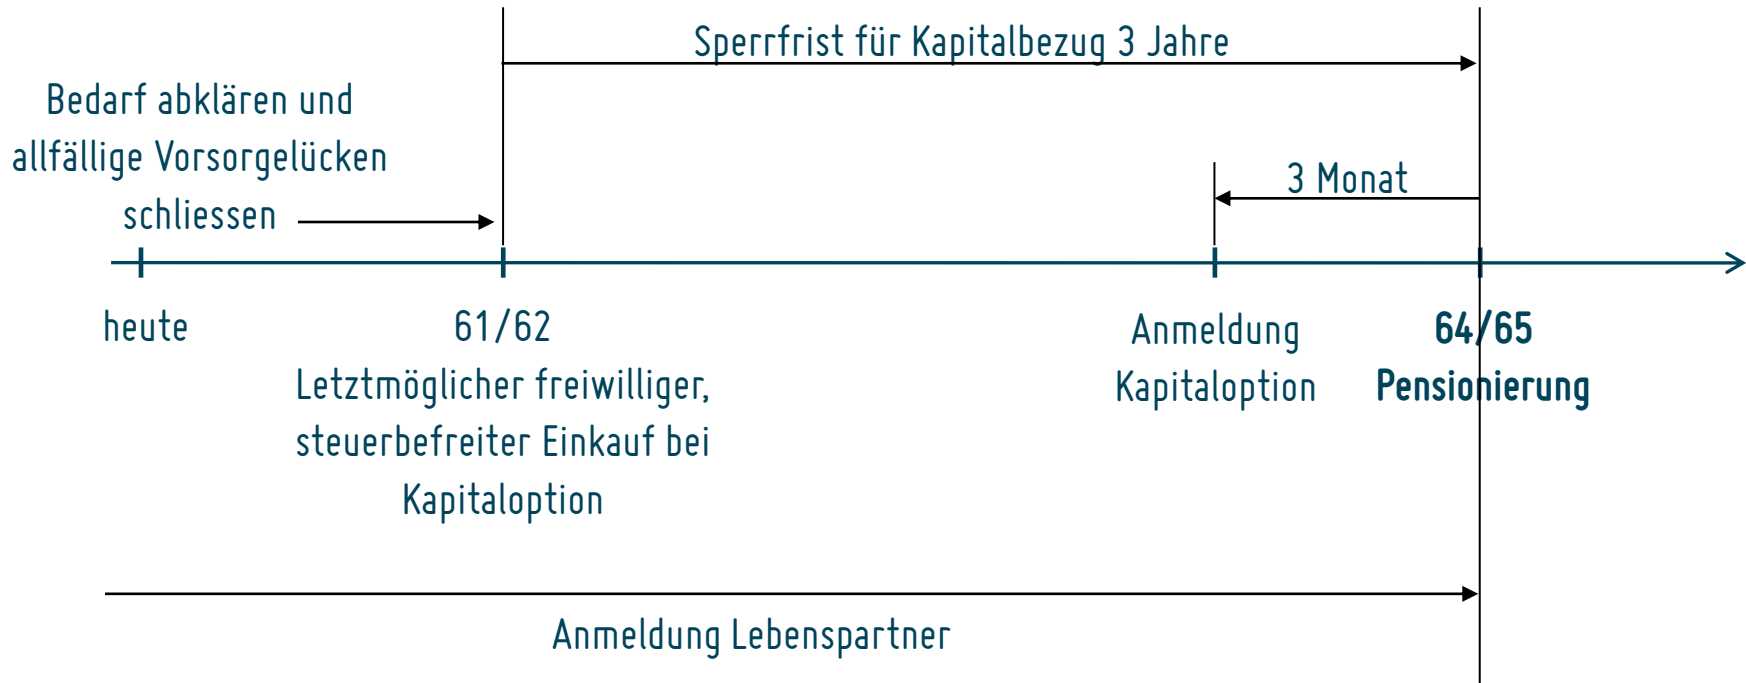 Sperrfrist für Kapitalbezug 3 Jahre
Bedarf abklären und
allfällige Vorsorgelücken
schliessen
3 Monat
heute
61/62
Letztmöglicher freiwilliger,
steuerbefreiter Einkauf bei
Kapitaloption
Anmeldung
Kapitaloption
64/65
Pensionierung
Anmeldung Lebenspartner